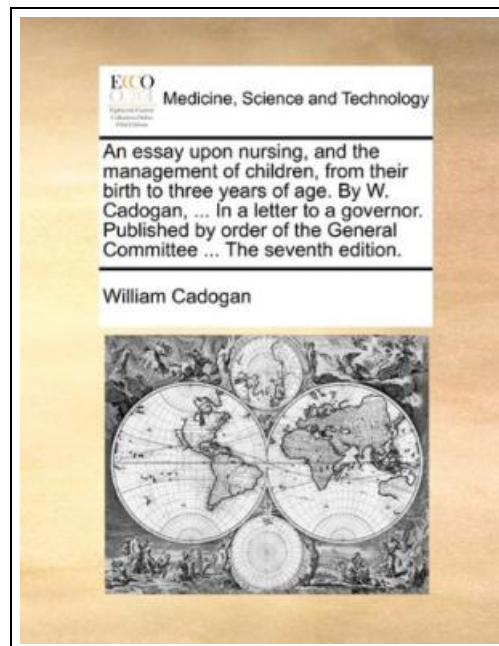 ECCO
Medicine, Science and Technology
An essay upon nursing, and the
management of children, from their
birth to three years of age. By W.
Cadogan, ... In a letter to a governor.
Published by order of the General
Committee ... The seventh edition.
William Cadogan